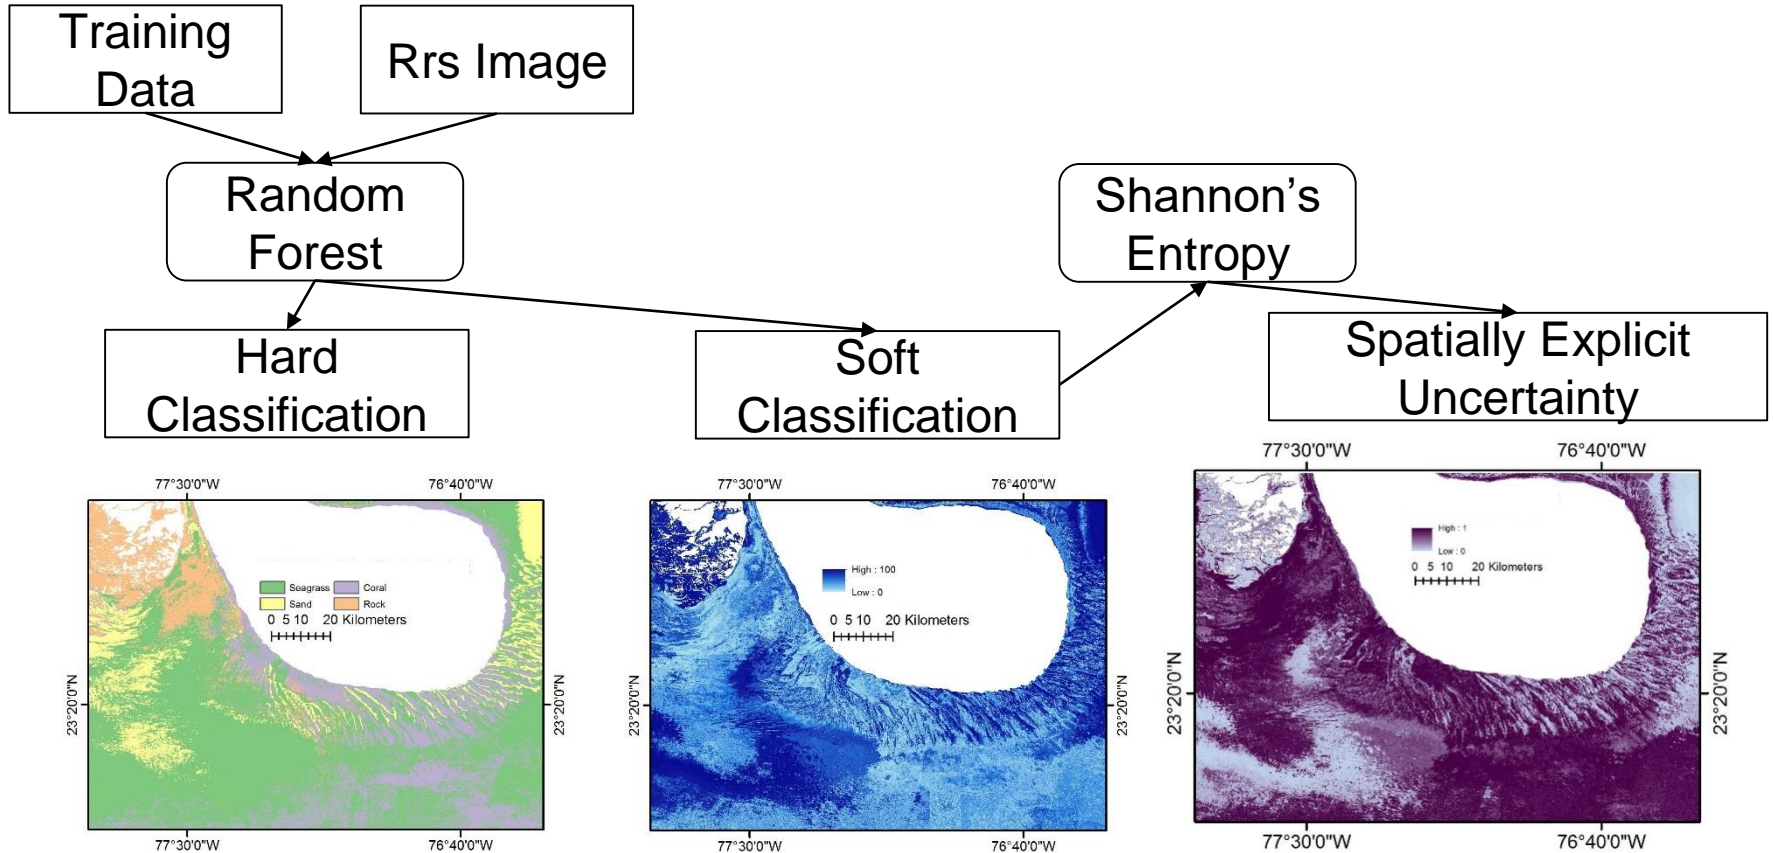 Training
Data
Rrs Image
Random
Forest
Shannon's
Entropy
Hard
Classification
Soft
Classification
Spatially Explicit
Uncertainty
77°30'0"W 76°40'0"W
Seagrass Coral
Sand Rock
0 5 10 20 Kilometers
23°20'0"N 23°20'0"N
77°30'0"W 76°40'0"W
77°30'0"W 76°40'0"W
High : 100
Low : 0
0 5 10 20 Kilometers
23°20'0"N 23°20'0"N
77°30'0"W 76°40'0"W
77°30'0"W 76°40'0"W
High : 1
Low : 0
0 5 10 20 Kilometers
23°20'0"N 23°20'0"N
77°30'0"W 76°40'0"W